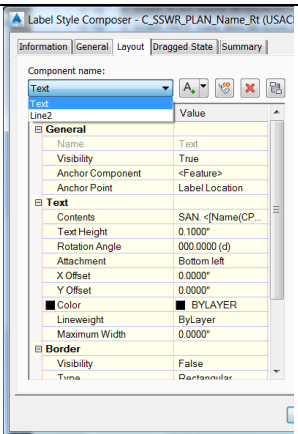 Label Style Composer - C_SSWR_PLAN_Name_Rt (USACE
Information General Layout Dragged State Summary
Component name:
Text
Text
Line2
Value
General
Name Text
Visibility True
Anchor Component <Feature>
Anchor Point Label Location
Text
Contents SAN. <[Name(CP...
Text Height 0.1000"
Rotation Angle 000.0000 (d)
Attachment Bottom left
X Offset 0.0000"
Y Offset 0.0000"
Color BYLAYER
Lineweight ByLayer
Maximum Width 0.0000"
Border
Visibility False
Type Rectangular